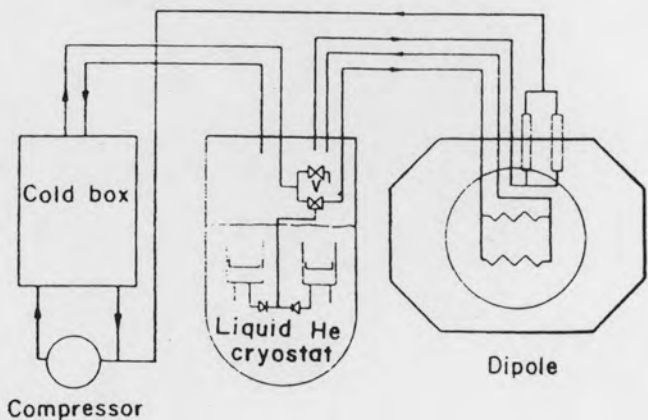 Cold box
V
Liquid He
cryostat
Dipole
Compressor